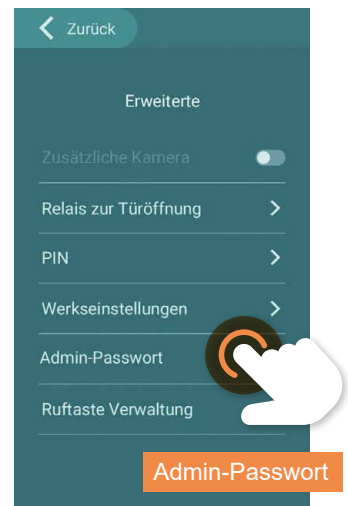 Zurück
Erweiterte
Zusätzliche Kamera
Relais zur Türöffnung
PIN
Werkseinstellungen
Admin-Passwort
Ruftaste Verwaltung
Admin-Passwort